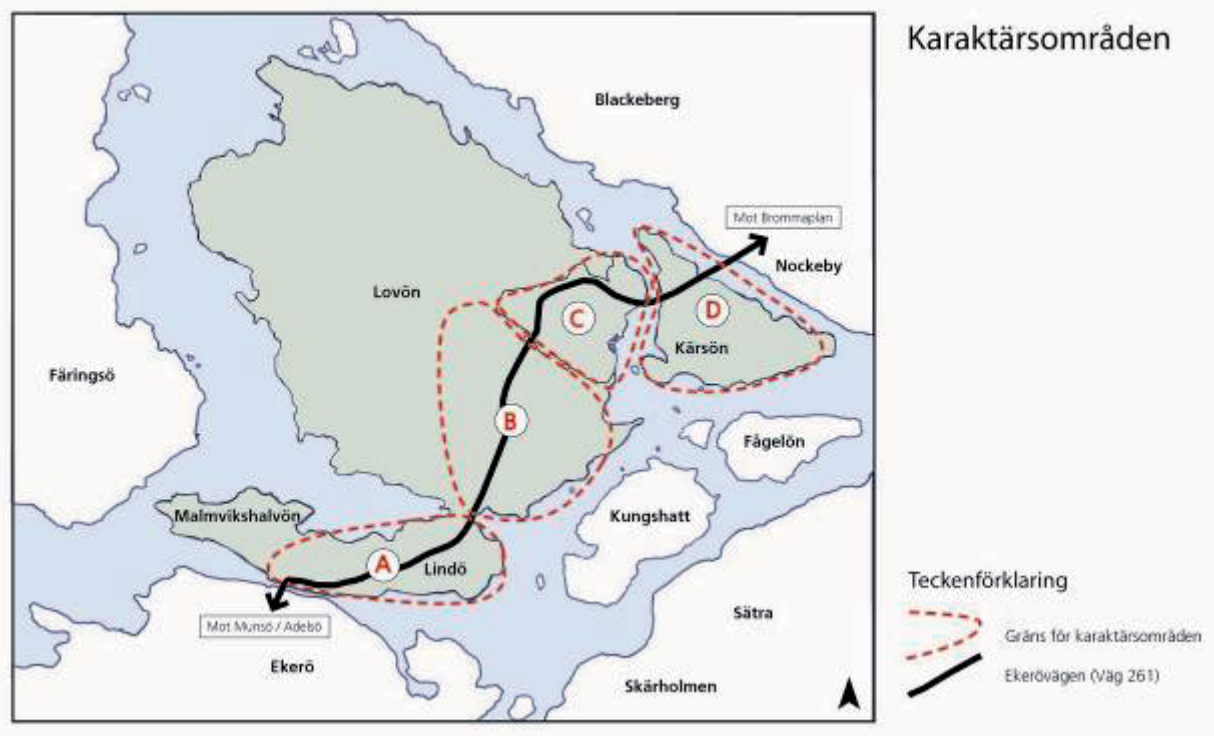 Karaktärsområden
Blackeberg
Mot Brommaplan
Nockeby
Lovön
C
D
Kärsön
Färingsö
B
Fågelön
Malmvikshalvön
Kungshatt
A
Lindö
Teckenförklaring
Mot Munsö / Adelsö
Sätra
Gräns för karaktärsområden
Ekerö
Ekerövägen (Väg 261)
Skärholmen